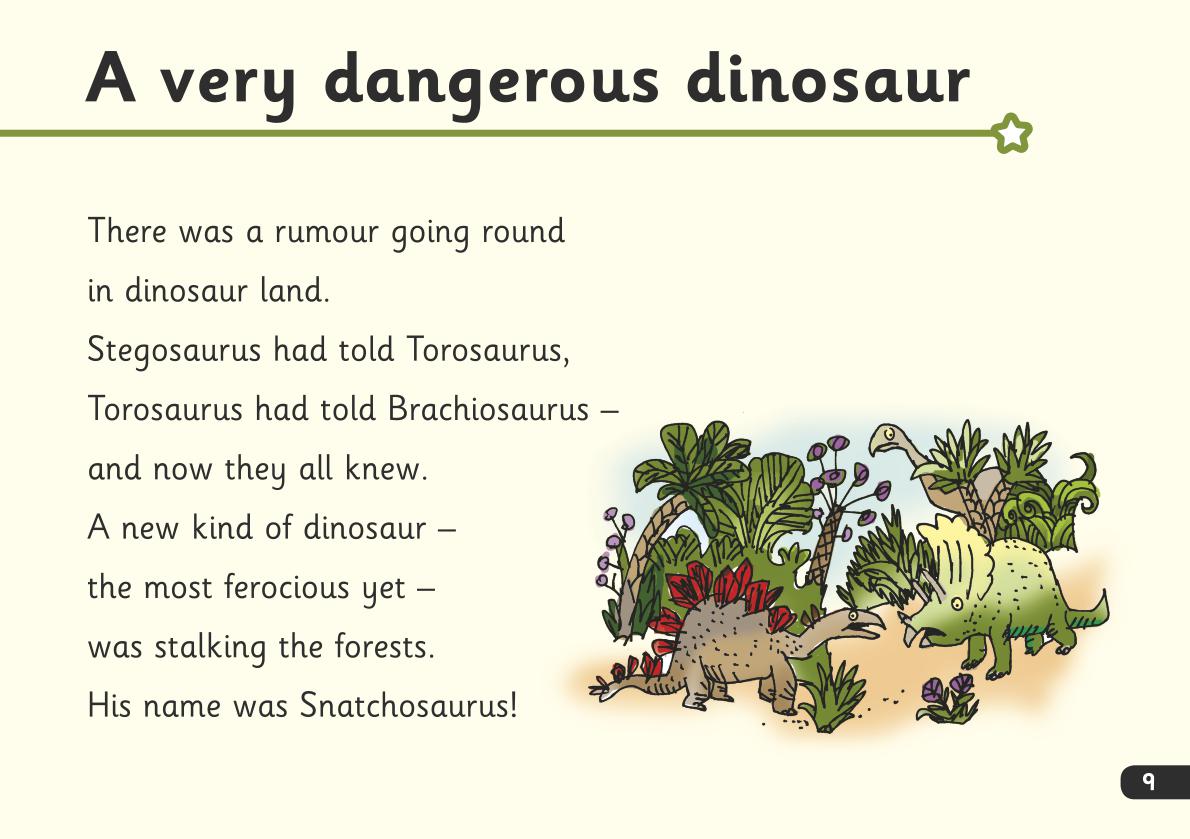 A very dangerous dinosaur
There was a rumour going round
in dinosaur land.
Stegosaurus had told Torosaurus,
Torosaurus had told Brachiosaurus –
and now they all knew.
A new kind of dinosaur –
the most ferocious yet –
was stalking the forests.
His name was Snatchosaurus!
9